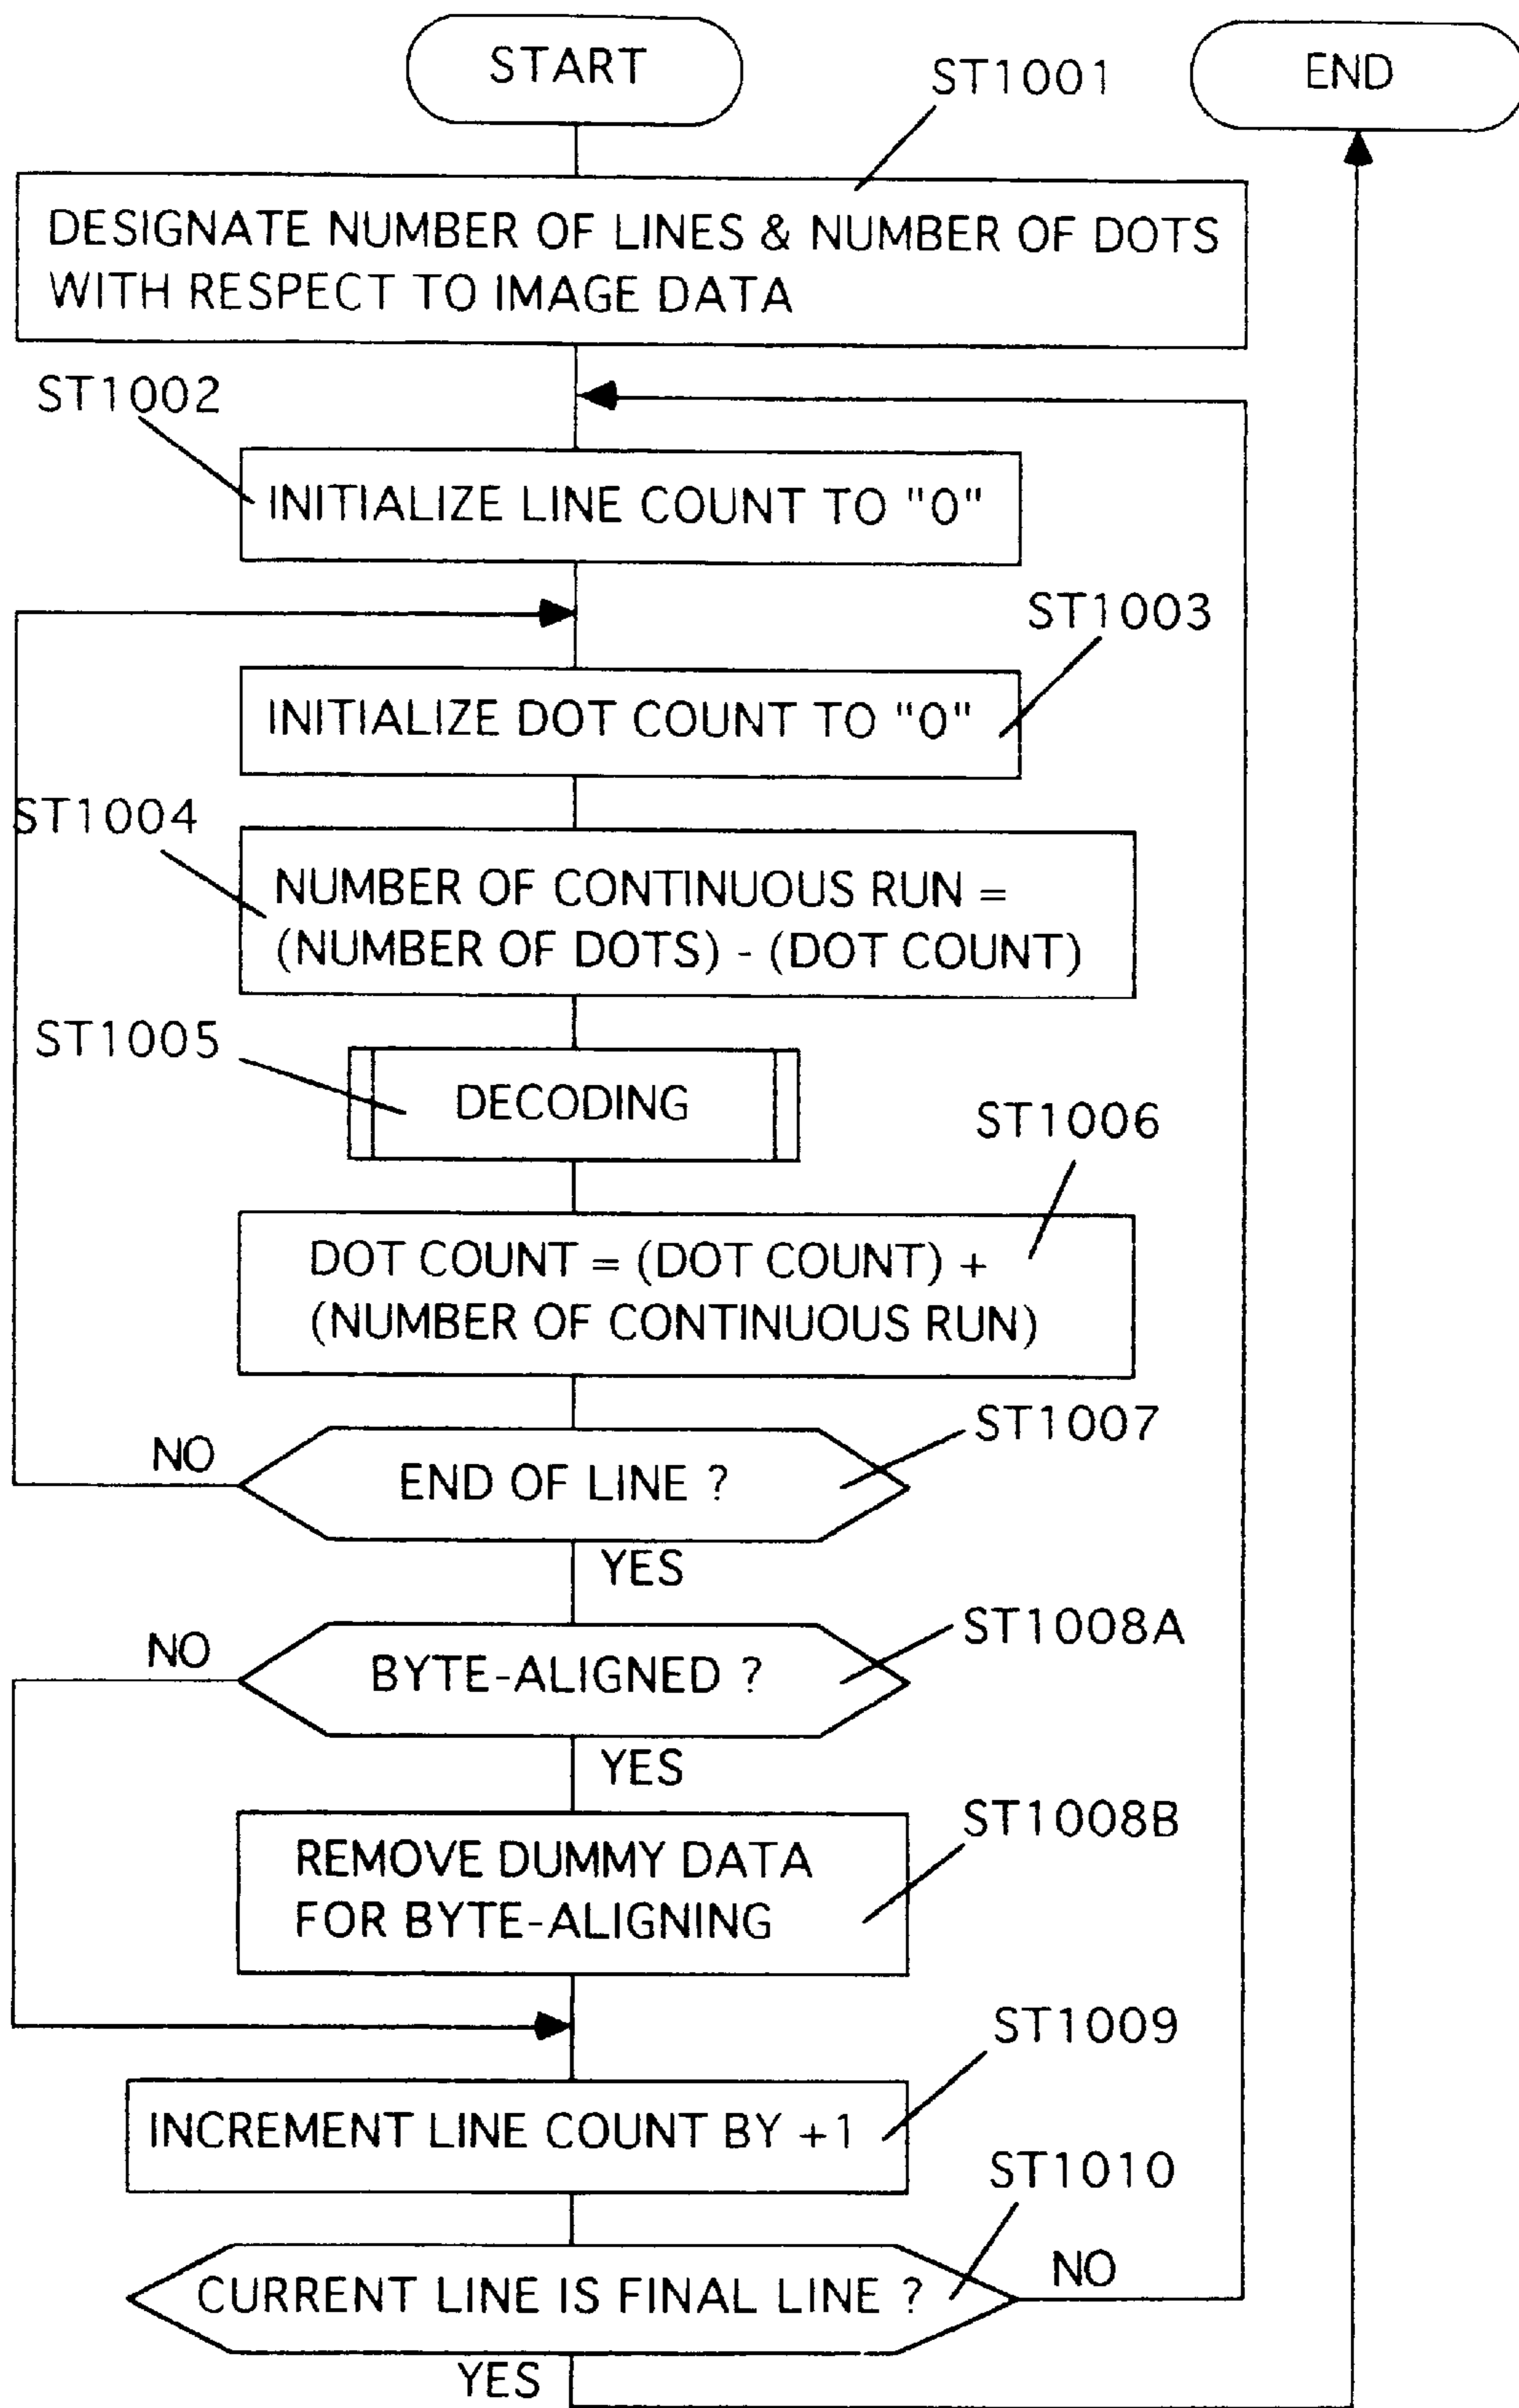 START
END
ST1001
DESIGNATE NUMBER OF LINES & NUMBER OF DOTS
WITH RESPECT TO IMAGE DATA
ST1002
INITIALIZE LINE COUNT TO "0"
ST1003
INITIALIZE DOT COUNT TO "0"
ST1004
NUMBER OF CONTINUOUS RUN =
(NUMBER OF DOTS) - (DOT COUNT)
ST1005
DECODING
ST1006
DOT COUNT = (DOT COUNT) +
(NUMBER OF CONTINUOUS RUN)
ST1007
NO
END OF LINE ?
YES
ST1008A
NO
BYTE-ALIGNED ?
YES
ST1008B
REMOVE DUMMY DATA
FOR BYTE-ALIGNING
ST1009
INCREMENT LINE COUNT BY +1
ST1010
CURRENT LINE IS FINAL LINE ?
NO
YES